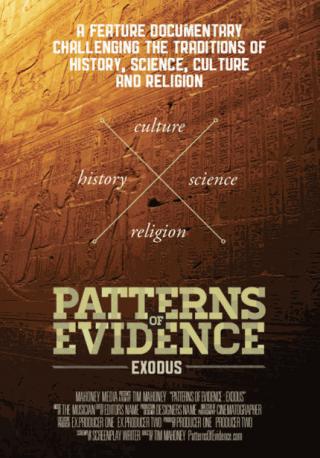 A FEATURE DOCUMENTARY
CHALLENGING THE TRADITIONS OF
HISTORY, SCIENCE, CULTURE
AND RELIGION
culture
history science
religion
PATTERNS
OF
EVIDENCE
EXODUS
MAHONEY MEDIA TIM MAHONEY "PATTERNS OF EVIDENCE: EXODUS"
THE MUSICIAN EDITORS NAME DESIGNERS NAME CINEMATOGRAPHER
EX.PRODUCER ONE EX.PRODUCER TWO PRODUCER ONE PRODUCER TWO
SCREENPLAY WRITER TIM MAHONEY PatternsOfEvidence.com